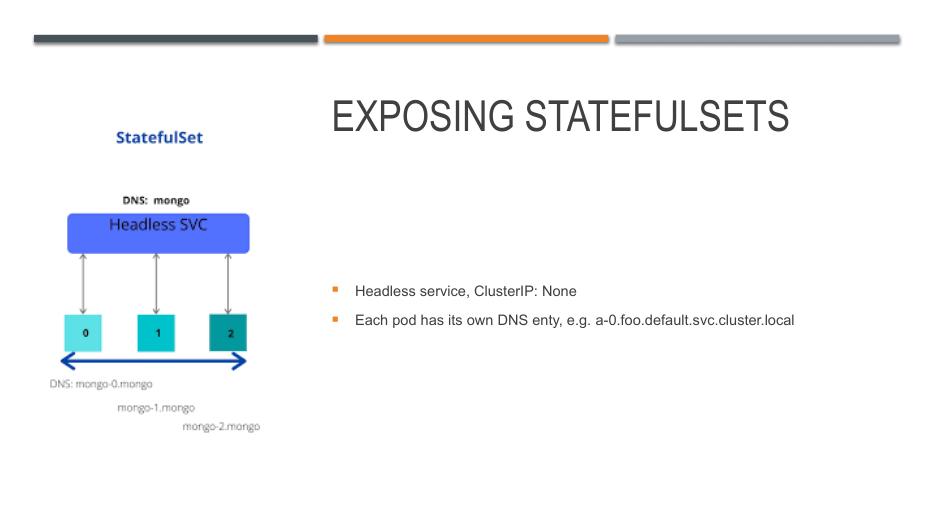 EXPOSING STATEFULSETS
StatefulSet
DNS: mongo
Headless SVC
0 1 2
DNS: mongo-0.mongo
mongo-1.mongo
mongo-2.mongo
Headless service, ClusterIP: None
Each pod has its own DNS enty, e.g. a-0.foo.default.svc.cluster.local